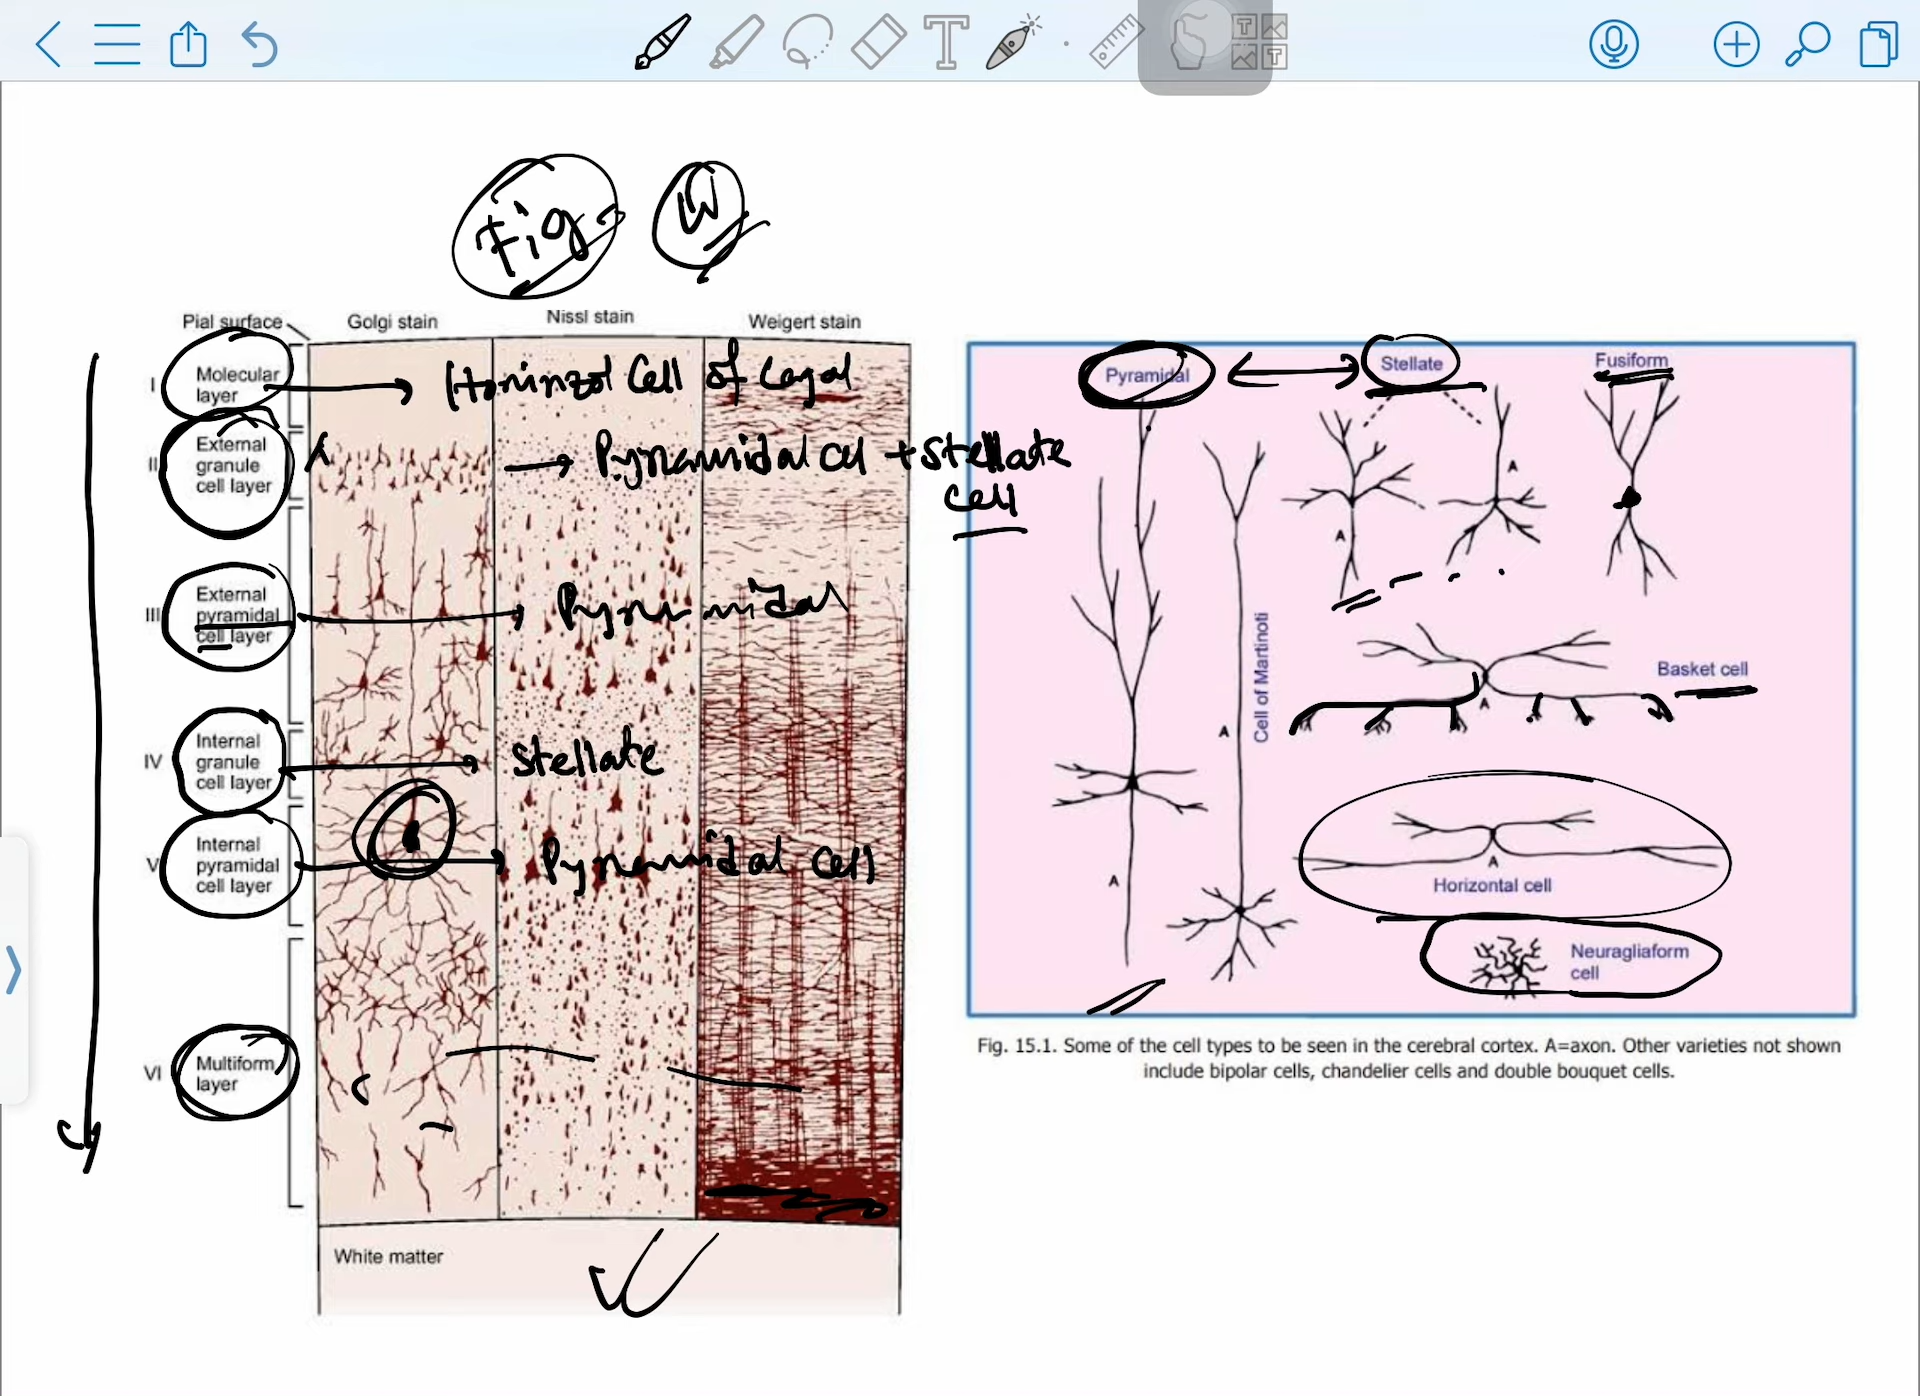 Fig
Pial surface
Golgi stain
Nissl stain
Weigert stain
I
Molecular
layer
Horinzol Cell of Cagal
II
External
granule
cell layer
Pyramidal Cell + Stellate
Cell
III
External
pyramidal
cell layer
Pyramidal
IV
Internal
granule
cell layer
Stellate
V
Internal
pyramidal
cell layer
Pyramidal Cell
VI
Multiform
layer
White matter
Pyramidal
Stellate
Fusiform
A
A
Cell of Martinoti
A
Basket cell
A
A
A
Horizontal cell
Neuragliaform
cell
Fig. 15.1. Some of the cell types to be seen in the cerebral cortex. A=axon. Other varieties not shown
include bipolar cells, chandelier cells and double bouquet cells.